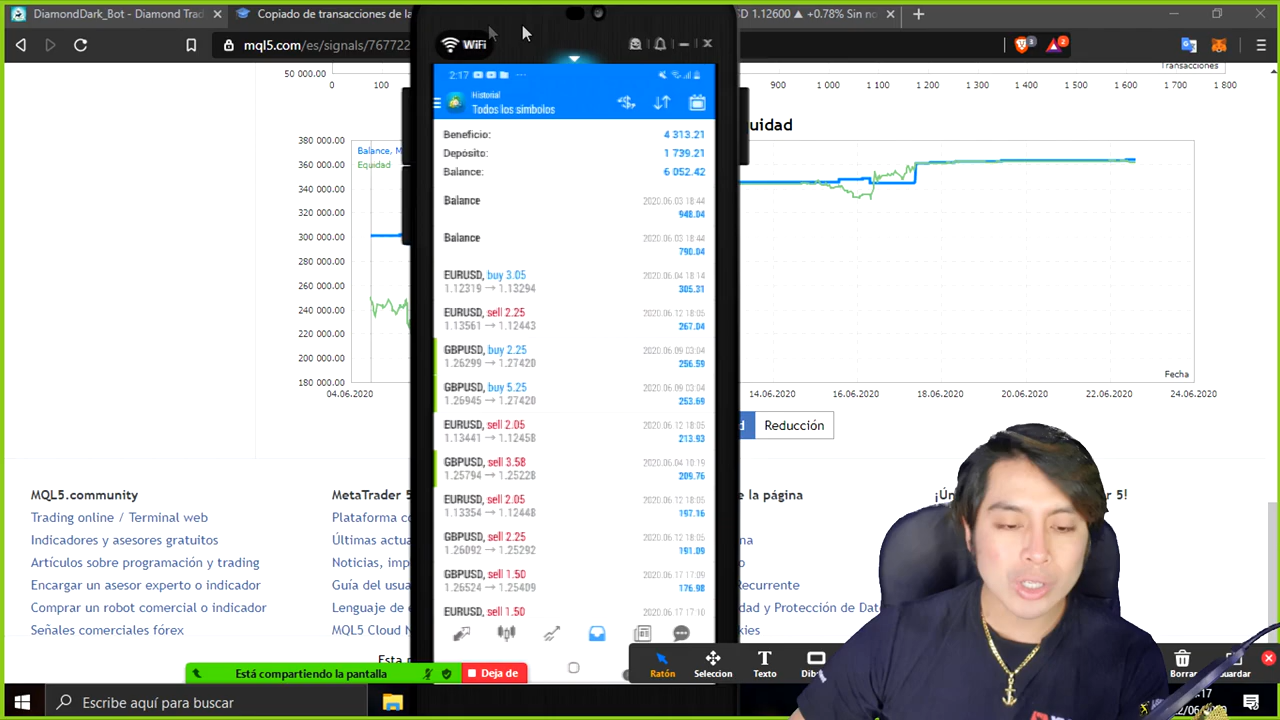 DiamondDark_Bot - Diamond Trad
Copiado de transacciones de la
SD 1.12600 ▲ +0.78% Sin no
mql5.com/es/signals/767722
3
2
WiFi
2:17
Historial
Todos los símbolos
Beneficio: 4 313.21
Depósito: 1 739.21
Balance: 6 052.42
Balance 2020.06.03 18:44
948.04
Balance 2020.06.03 18:44
790.04
EURUSD, buy 3.05 2020.06.04 18:14
1.12319 → 1.13294 305.31
EURUSD, sell 2.25 2020.06.12 18:05
1.13561 → 1.12443 267.04
GBPUSD, buy 2.25 2020.06.09 03:04
1.26299 → 1.27420 256.59
GBPUSD, buy 5.25 2020.06.09 03:04
1.26945 → 1.27420 253.69
EURUSD, sell 2.05 2020.06.12 18:05
1.13441 → 1.12458 213.93
GBPUSD, sell 3.58 2020.06.04 10:19
1.25794 → 1.25228 209.76
EURUSD, sell 2.05 2020.06.12 18:05
1.13354 → 1.12448 197.16
GBPUSD, sell 2.25
1.26092 → 1.25292 191.09
GBPUSD, sell 1.50 2020.06.17 17:09
1.26524 → 1.25409 176.98
EURUSD, sell 1.50 2020.06.17 17:10
50 000.00
Transacciones
0 100 800 900 1 000 1 100 1 200 1 300 1 400 1 500 1 600 1 700 1 800
uidad
380 000.00
360 000.00
340 000.00
320 000.00
300 000.00
280 000.00
260 000.00
240 000.00
220 000.00
200 000.00
180 000.00
Balance, M
Equidad
Fecha
04.06.2020 14.06.2020 16.06.2020 18.06.2020 20.06.2020 22.06.2020 24.06.2020
d Reducción
MQL5.community
Trading online / Terminal web
Indicadores y asesores gratuitos
Artículos sobre programación y trading
Encargar un asesor experto o indicador
Comprar un robot comercial o indicador
Señales comerciales fórex
MetaTrader 5
Plataforma co
Últimas actua
Noticias, imp
Guía del usua
Lenguaje de
MQL5 Cloud N
e la página
na
o
Recurrente
d y Protección de Dat
kies
¡Ún
r 5!
Esta
Está compartiendo la pantalla
Deja de
Ratón
Seleccion
Texto
Dib
Borrar
uardar
Escribe aquí para buscar